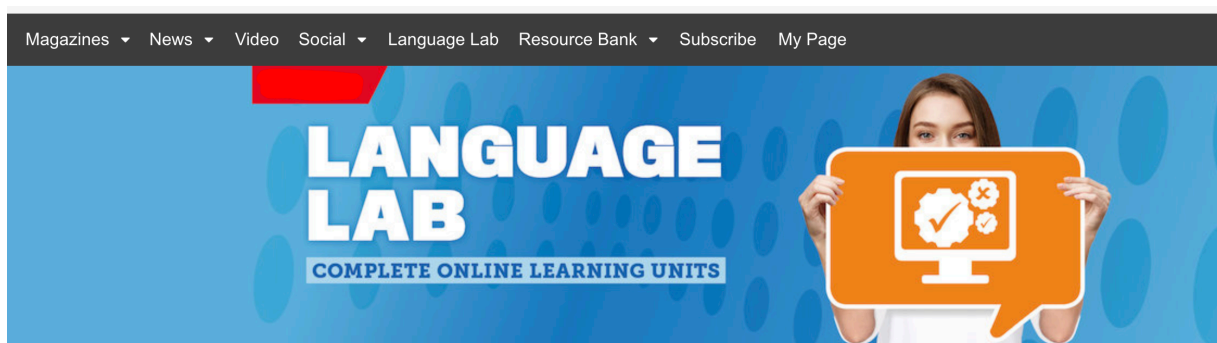 Magazines News Video Social Language Lab Resource Bank Subscribe My Page
LANGUAGE
LAB
COMPLETE ONLINE LEARNING UNITS